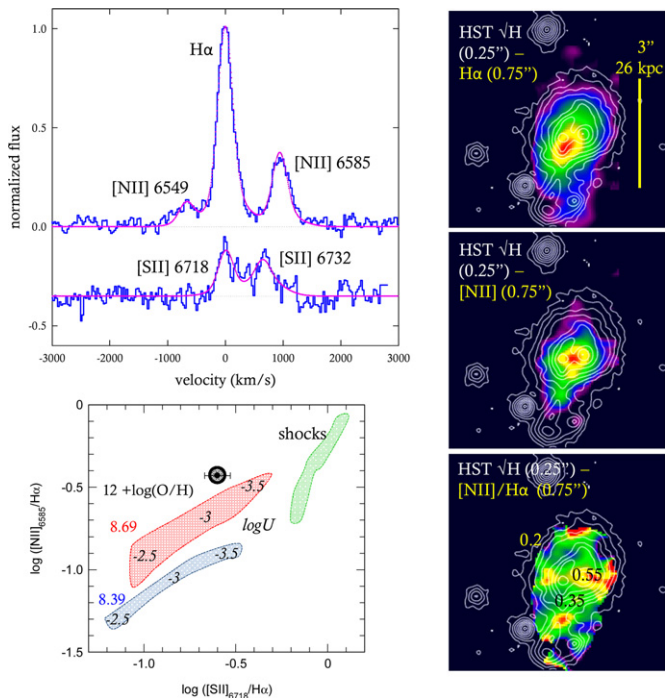 1.0
0.5
0.0
-0.5
normalized flux
Hα
[NII] 6549
[NII] 6585
[SII] 6718
[SII] 6732
-3000
-2000
-1000
0
1000
2000
3000
velocity (km/s)
0
-0.5
-1.0
-1.5
log ([NII]6585/Hα)
shocks
12 +log(O/H)
8.69
8.39
-3.5
-3
-2.5
logU
-3.5
-3
-2.5
-1.0
-0.5
0
log ([SII]6718/Hα)
HST √H
(0.25”) –
Hα (0.75”)
3”
26 kpc
HST √H
(0.25”) –
[NII] (0.75”)
HST √H (0.25”) –
[NII]/Hα (0.75”)
0.2
0.55
0.35